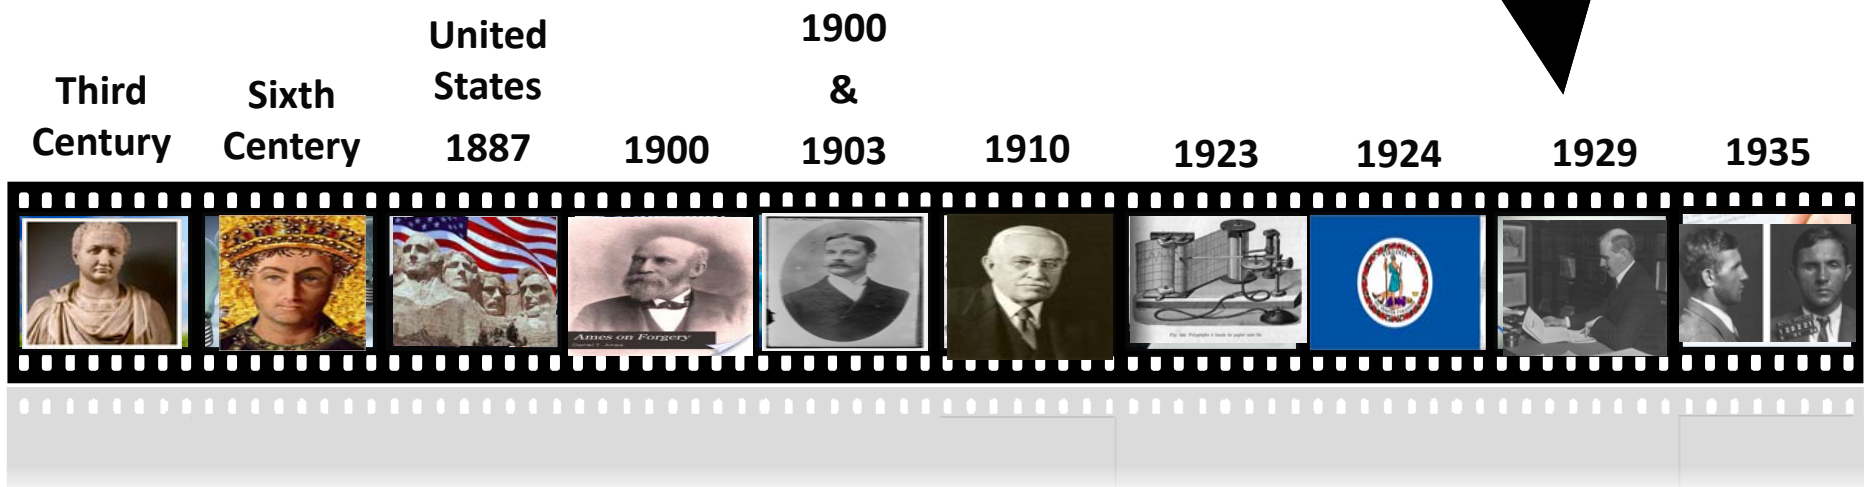 Third
Century
Sixth
Centery
United
States
1887
1900
1900
&
1903
1910
1923
1924
1929
1935
Ames on Forgery